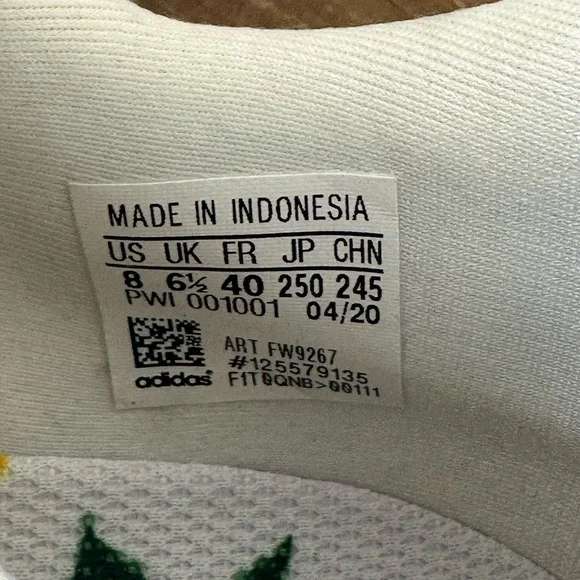 MADE IN INDONESIA
US UK FR JP CHN
8 6½ 40 250 245
PWI 001001 04/20
ART FW9267
#125579135
adidas F1T0QNB>00111